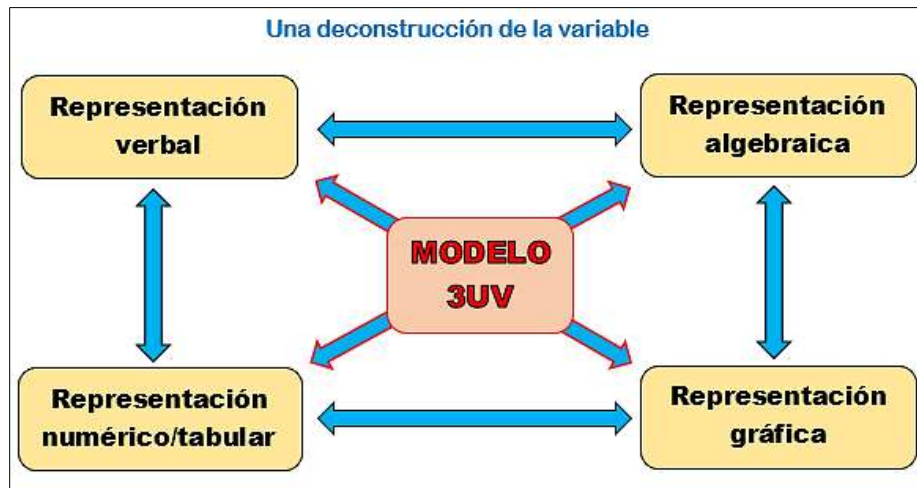 Una deconstrucción de la variable
Representación
verbal
Representación
algebraica
MODELO
3UV
Representación
numérico/tabular
Representación
gráfica